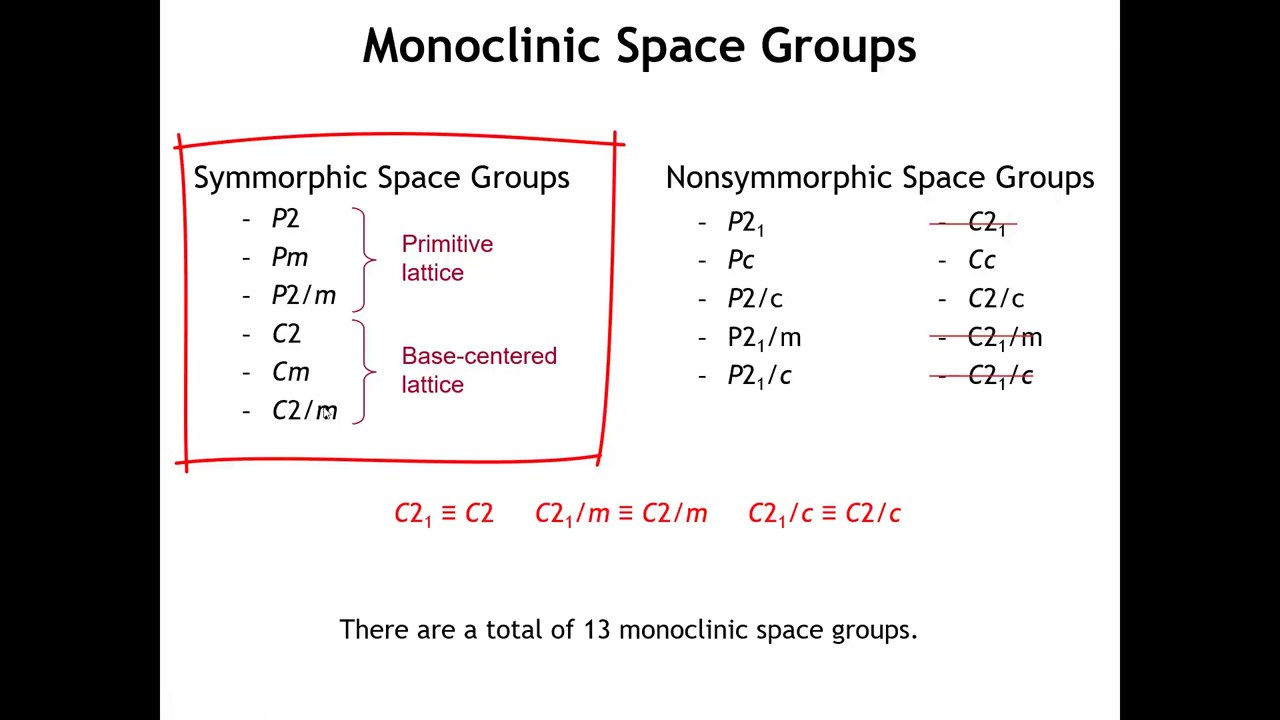 Monoclinic Space Groups
Symmorphic Space Groups
- P2
- Pm
- P2/m
- C2
- Cm
- C2/m
Primitive
lattice
Base-centered
lattice
Nonsymmorphic Space Groups
- P2₁
- Pc
- P2/c
- P2₁/m
- P2₁/c
- C2₁
- Cc
- C2/c
- C2₁/m
- C2₁/c
C2₁ ≡ C2 C2₁/m ≡ C2/m C2₁/c ≡ C2/c
There are a total of 13 monoclinic space groups.